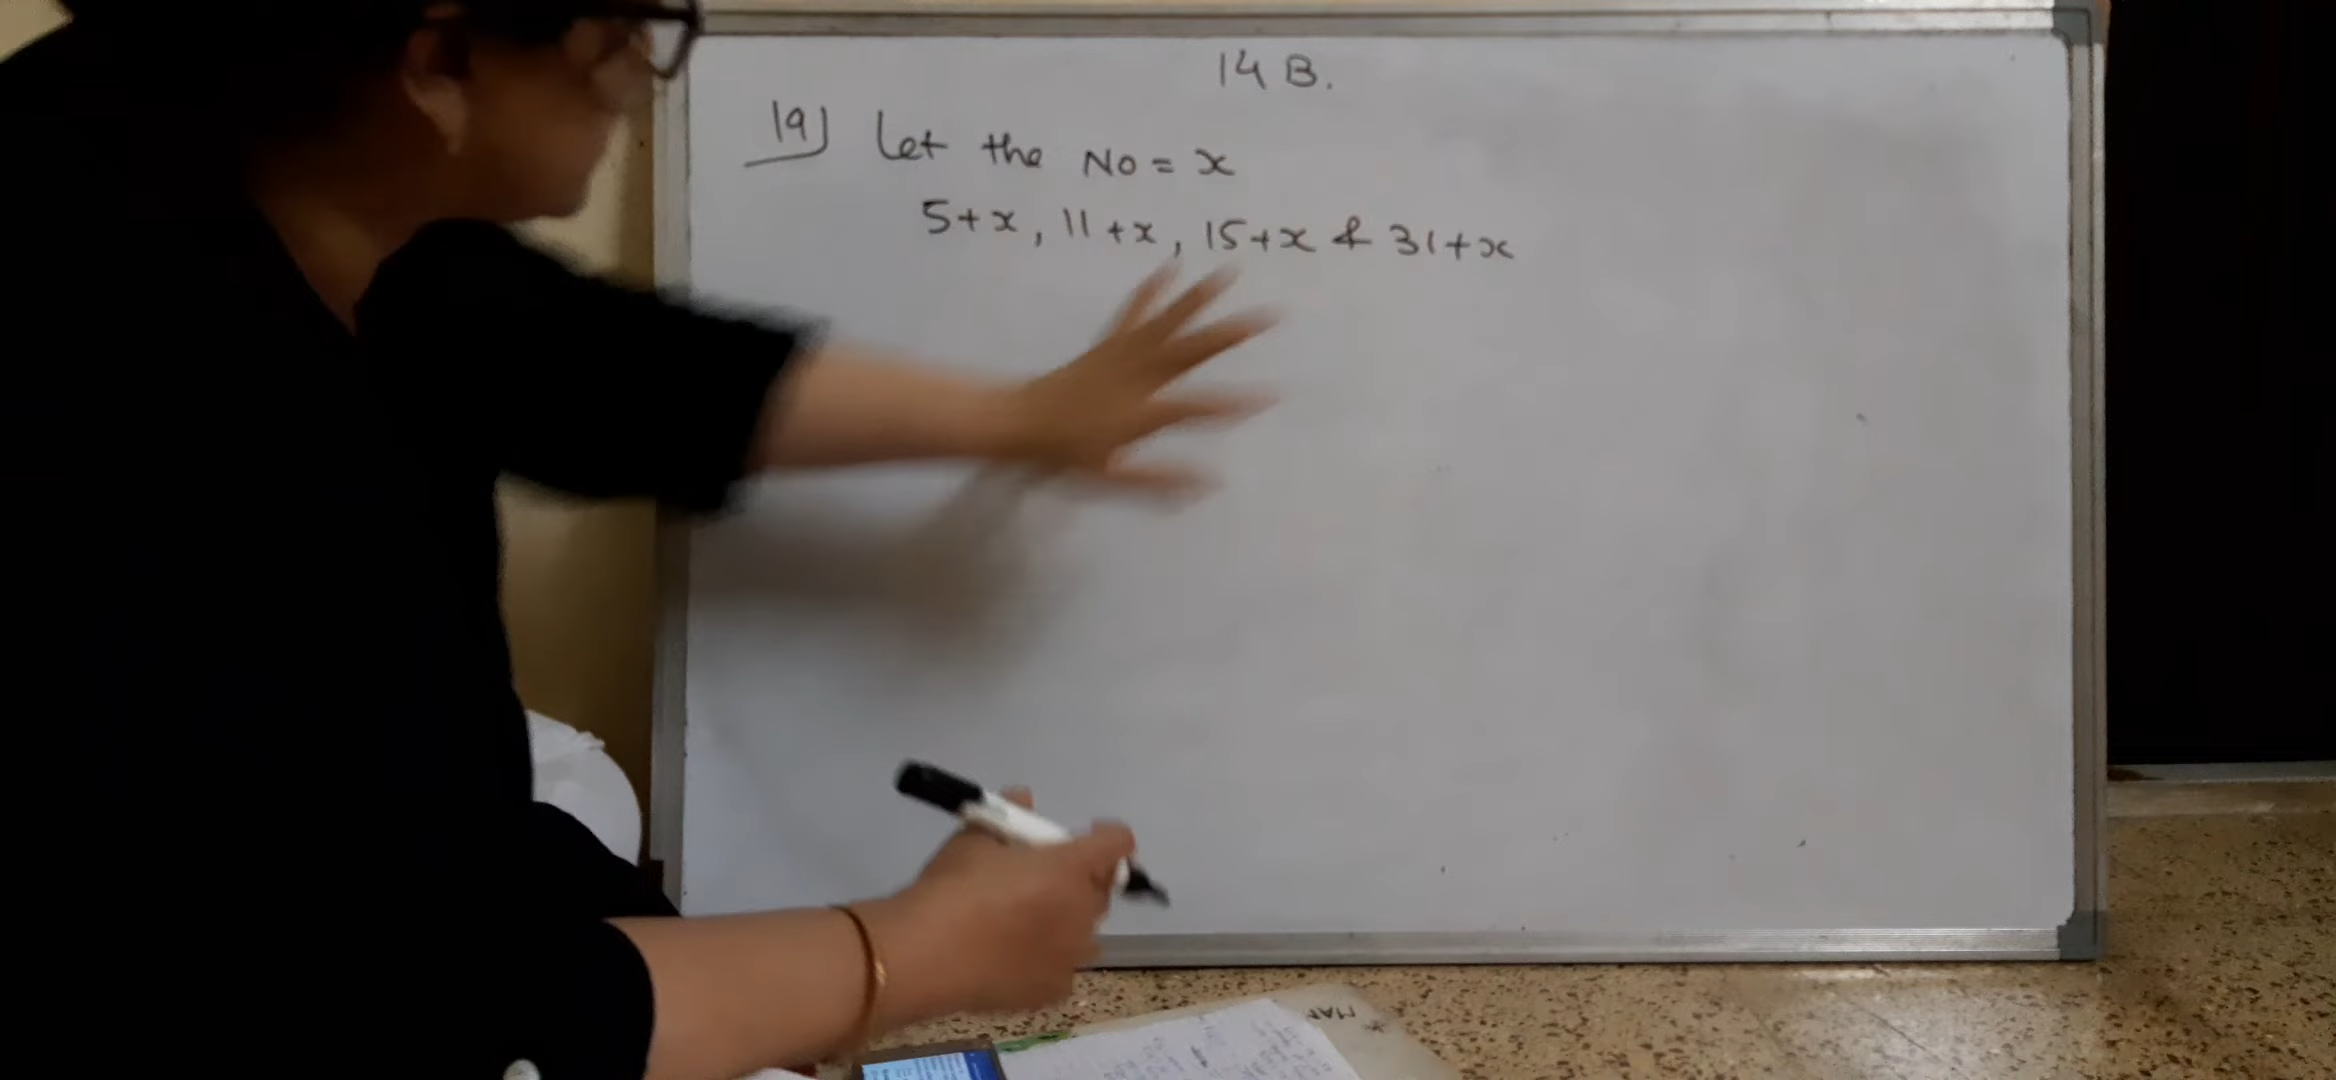 14 B.
19) Let the No = x
5+x, 11+x, 15+x & 31+x